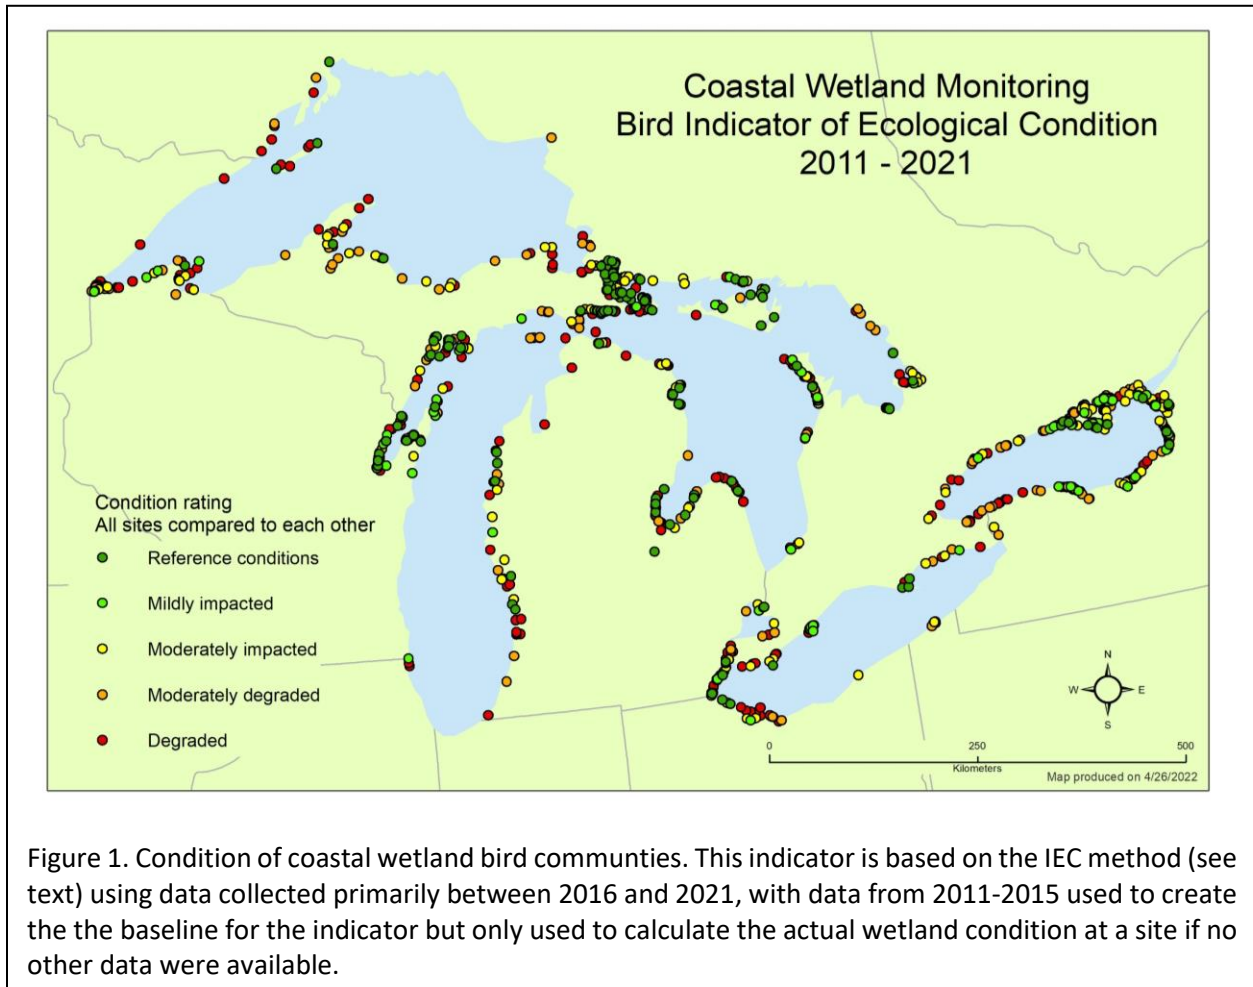 Coastal Wetland Monitoring
Bird Indicator of Ecological Condition
2011 - 2021
Condition rating
All sites compared to each other
Reference conditions
Mildly impacted
Moderately impacted
Moderately degraded
Degraded
N
W
E
S
0
250
500
Kilometers
Map produced on 4/26/2022
Figure 1. Condition of coastal wetland bird communties. This indicator is based on the IEC method (see
text) using data collected primarily between 2016 and 2021, with data from 2011-2015 used to create
the the baseline for the indicator but only used to calculate the actual wetland condition at a site if no
other data were available.